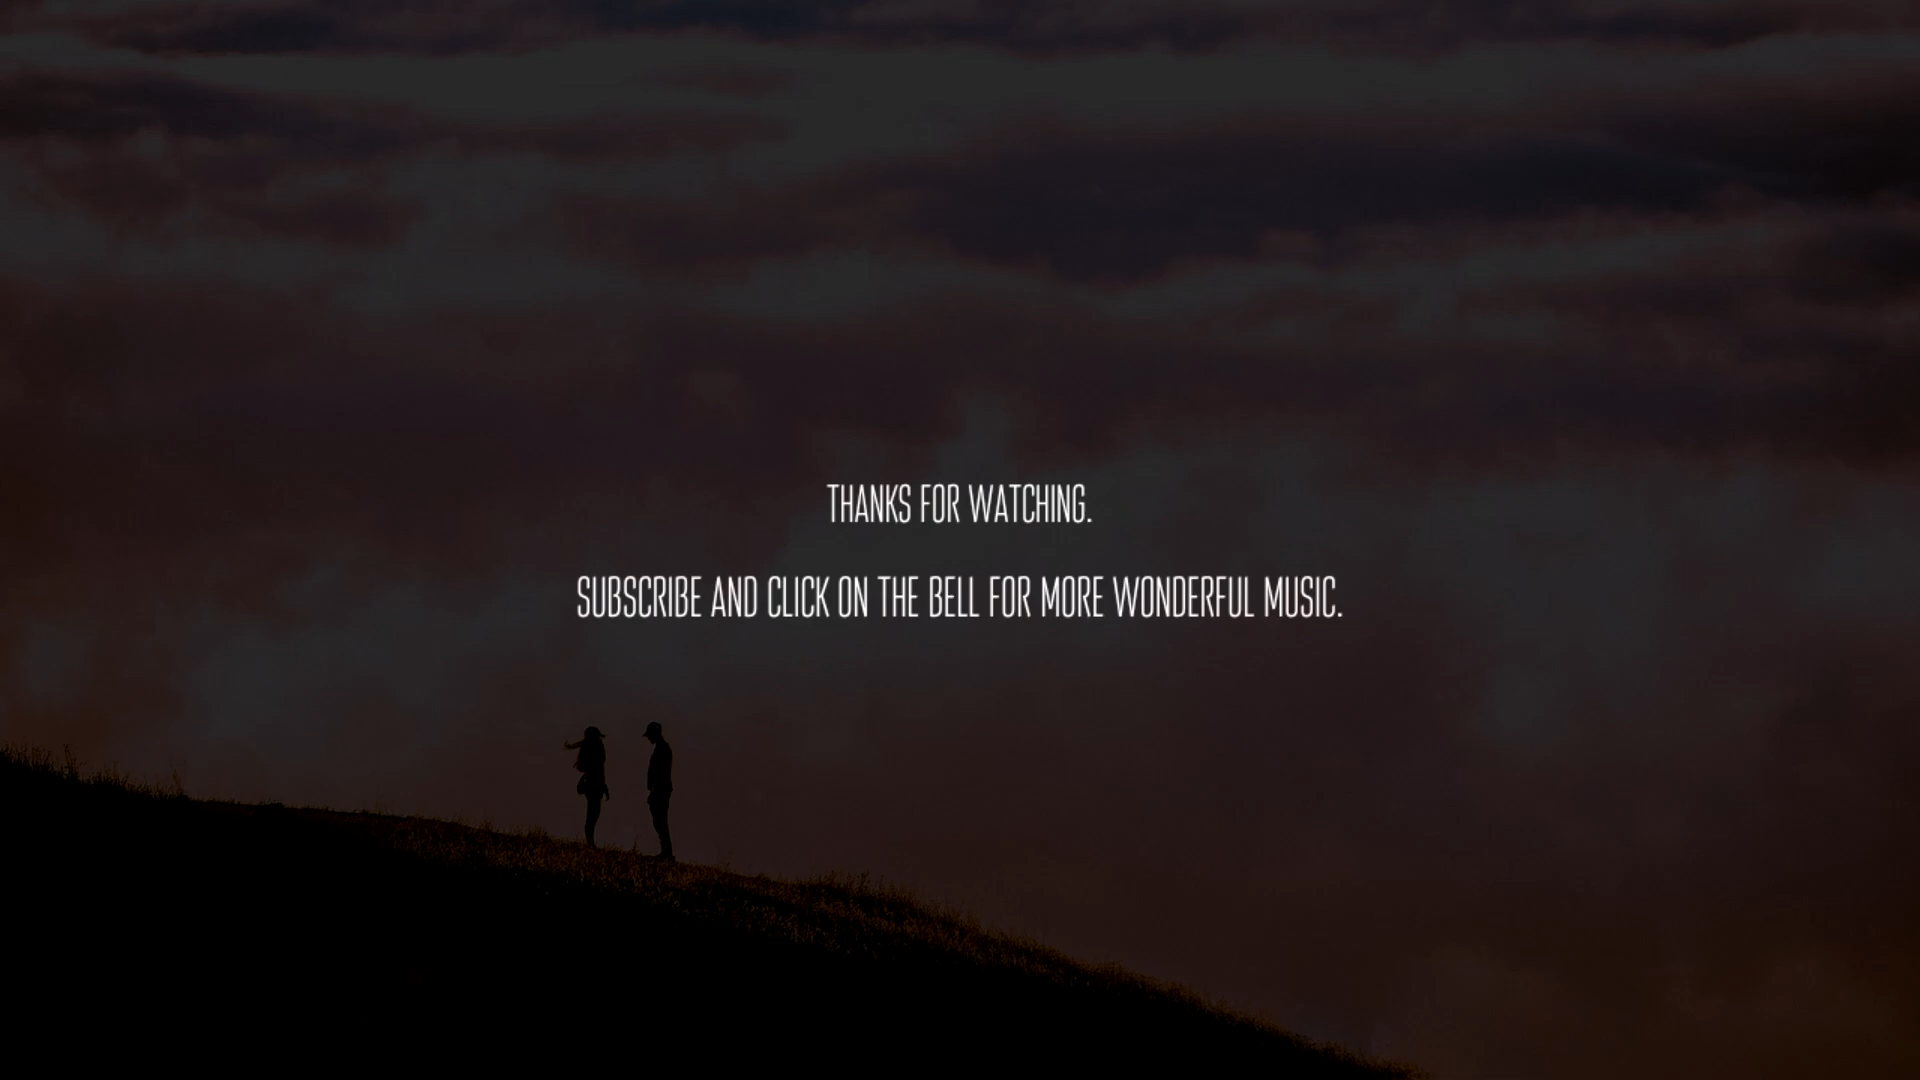 THANKS FOR WATCHING.
SUBSCRIBE AND CLICK ON THE BELL FOR MORE WONDERFUL MUSIC.